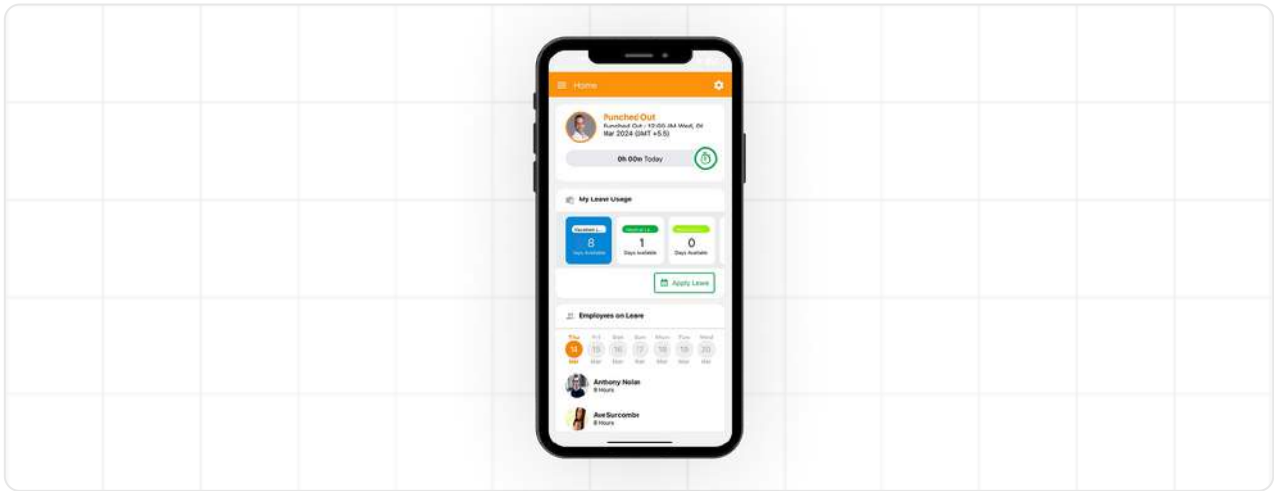 Home
Punched Out
Punched Out - 12:00 AM Wed,
Mar 2024 (GMT +5.5)
0h 00m Today
My Leave Usage
8
Days Available
1
Days Available
0
Days Available
Apply Leave
Employees on Leave
Thu Fri Sat Sun Mon Tue Wed
14 15 16 17 18 19 20
Mar Mar Mar Mar Mar Mar Mar
Anthony Nolan
8 Hours
Ave Surcombe
8 Hours